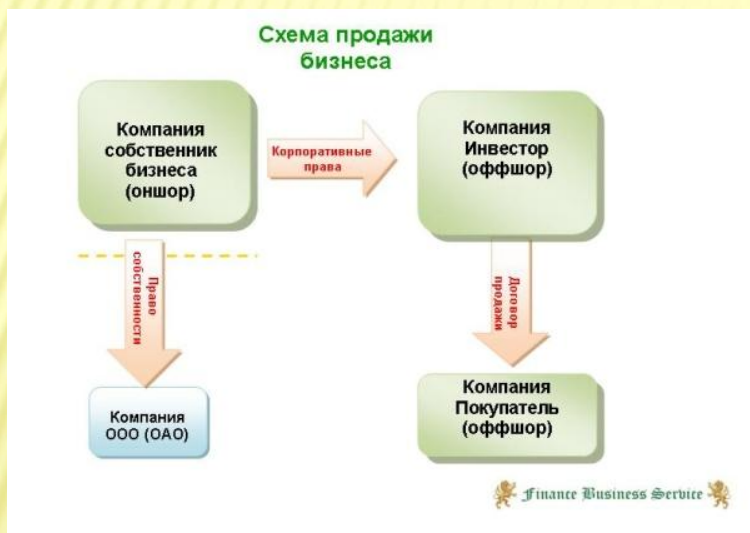 Схема продажи
бизнеса
Компания
собственник
бизнеса
(оншор)
Корпоративные
права
Компания
Инвестор
(оффшор)
Право
собственности
Договор
продажи
Компания
ООО (ОАО)
Компания
Покупатель
(оффшор)
Finance Business Service